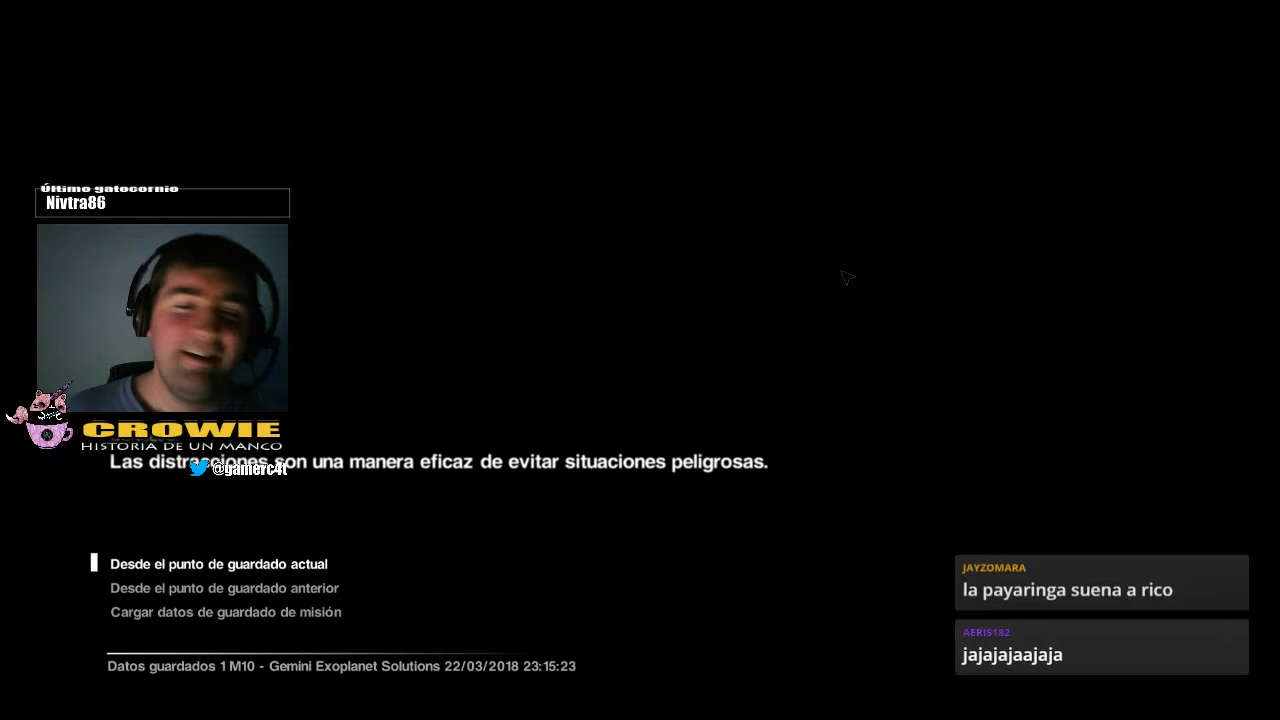 Último gatocornio
Nivtra86
CROWIE
HISTORIA DE UN MANCO
@gamerc4t
Las distracciones son una manera eficaz de evitar situaciones peligrosas.
Desde el punto de guardado actual
Desde el punto de guardado anterior
Cargar datos de guardado de misión
Datos guardados 1 M10 - Gemini Exoplanet Solutions 22/03/2018 23:15:23
JAYZOMARA
la payaringa suena a rico
AERIS182
jajajajaajaja